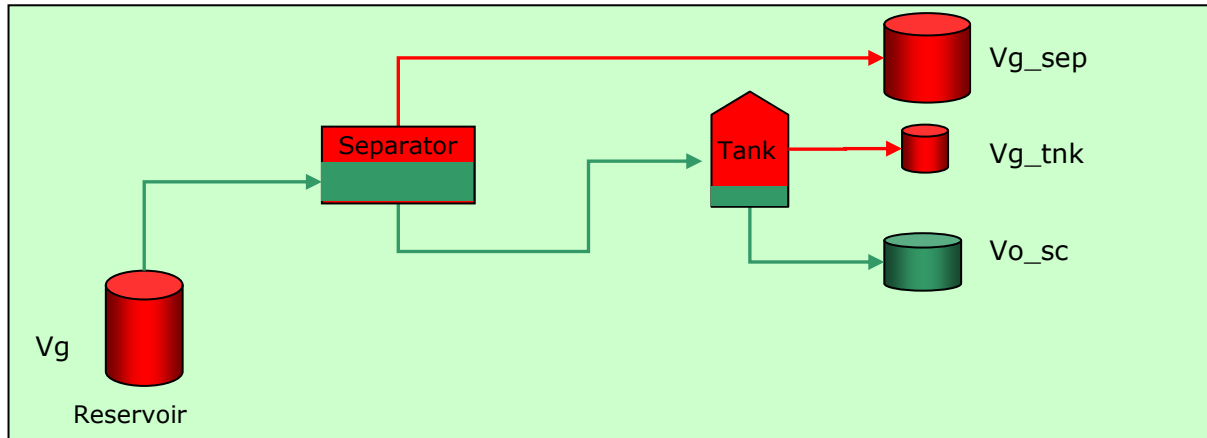 Vg_sep
Separator
Tank
Vg_tnk
Vo_sc
Vg
Reservoir